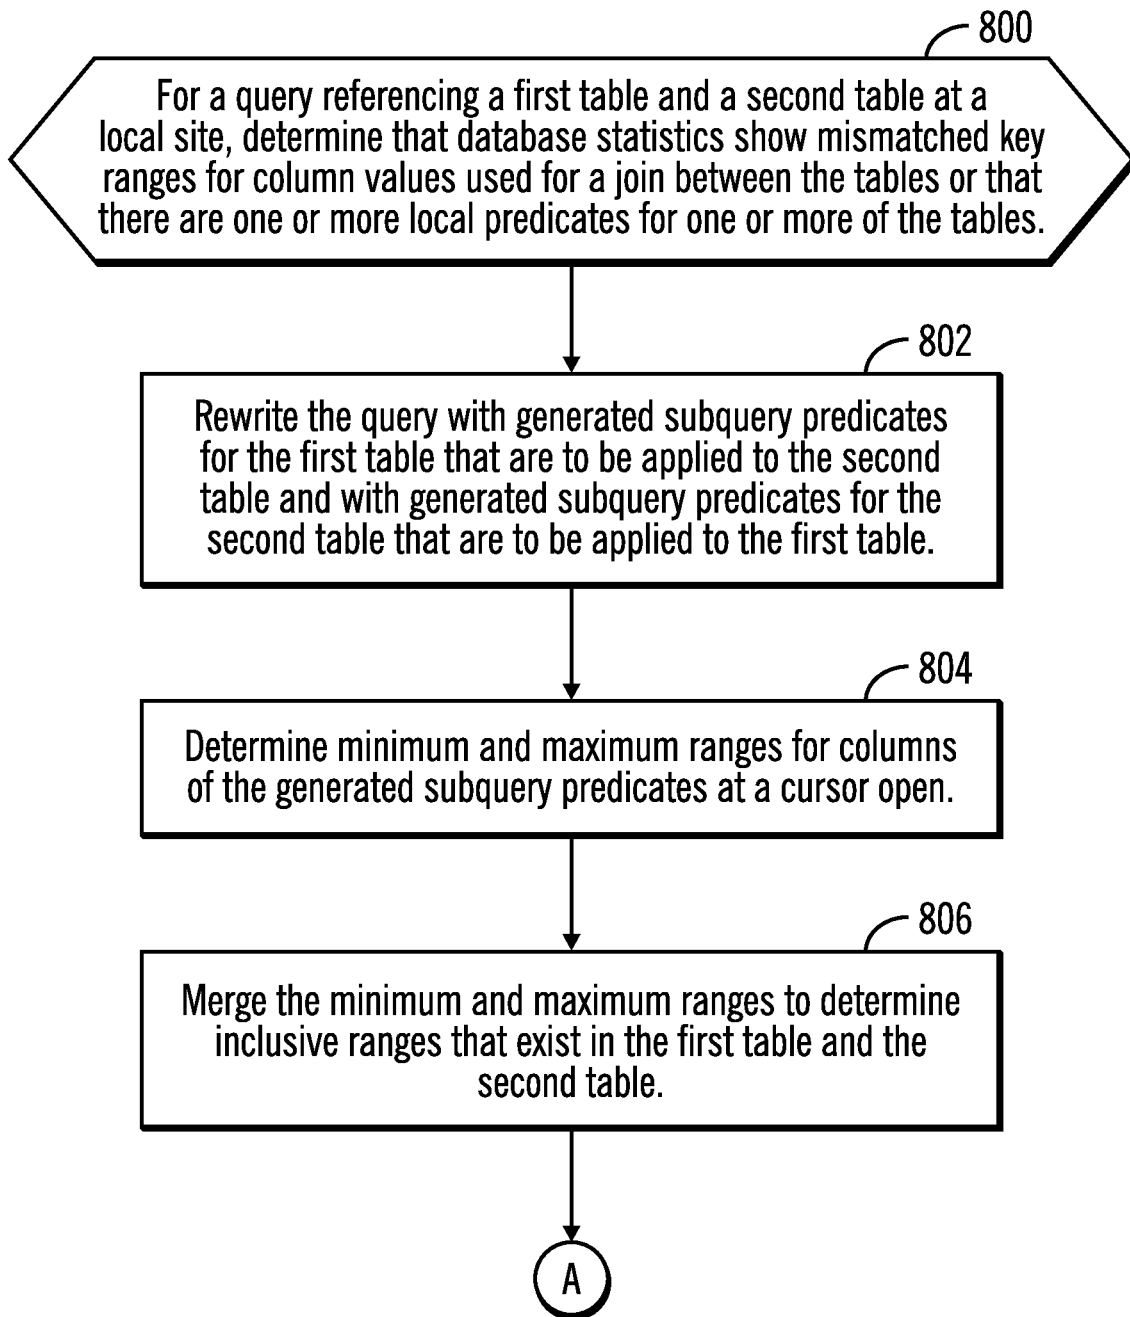 800
For a query referencing a first table and a second table at a
local site, determine that database statistics show mismatched key
ranges for column values used for a join between the tables or that
there are one or more local predicates for one or more of the tables.
802
Rewrite the query with generated subquery predicates
for the first table that are to be applied to the second
table and with generated subquery predicates for the
second table that are to be applied to the first table.
804
Determine minimum and maximum ranges for columns
of the generated subquery predicates at a cursor open.
806
Merge the minimum and maximum ranges to determine
inclusive ranges that exist in the first table and the
second table.
A